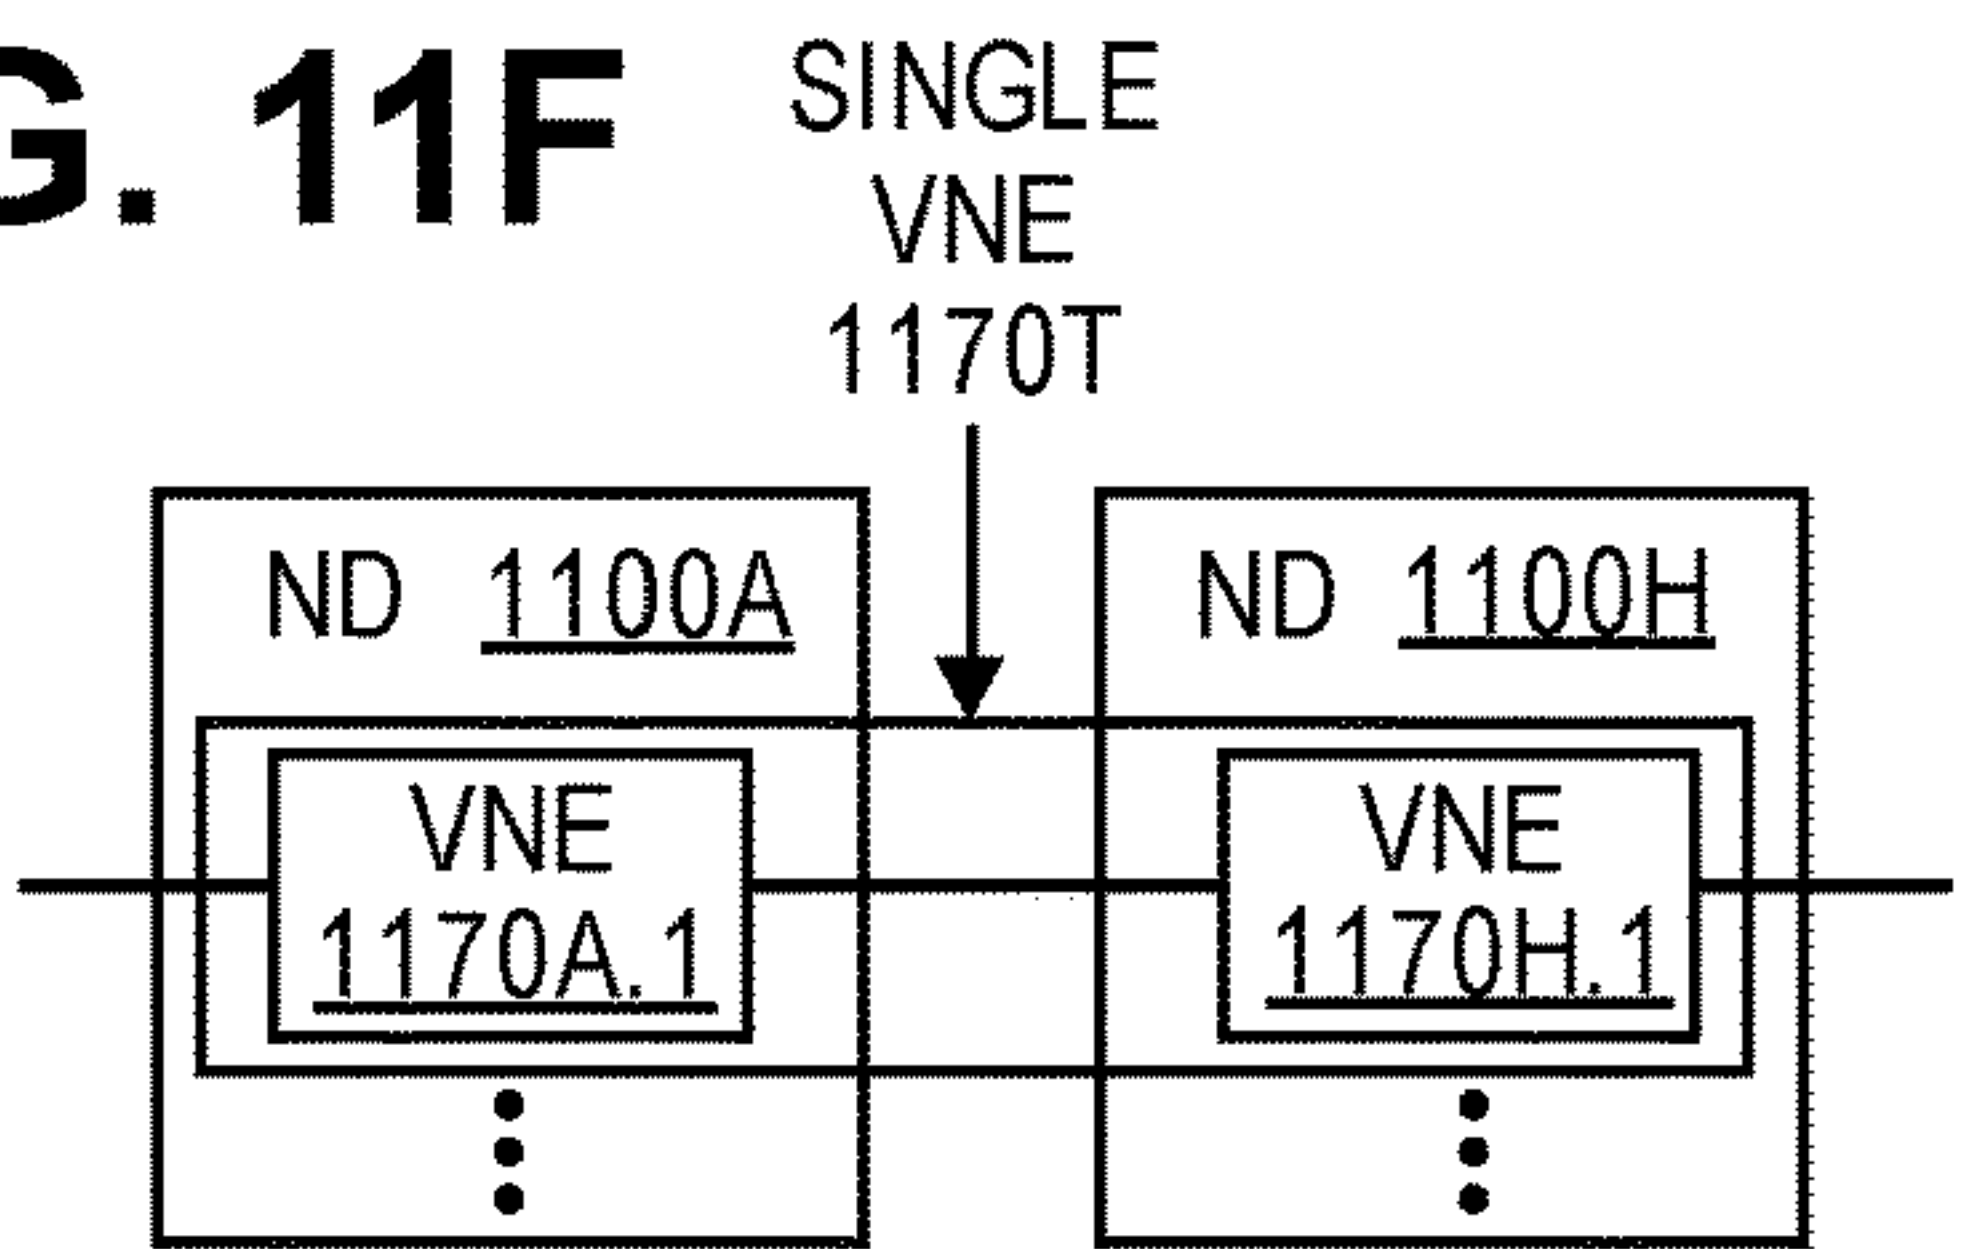 G. 11F
SINGLE
VNE
1170T
ND 1100A
ND 1100H
VNE
1170A.1
VNE
1170H.1